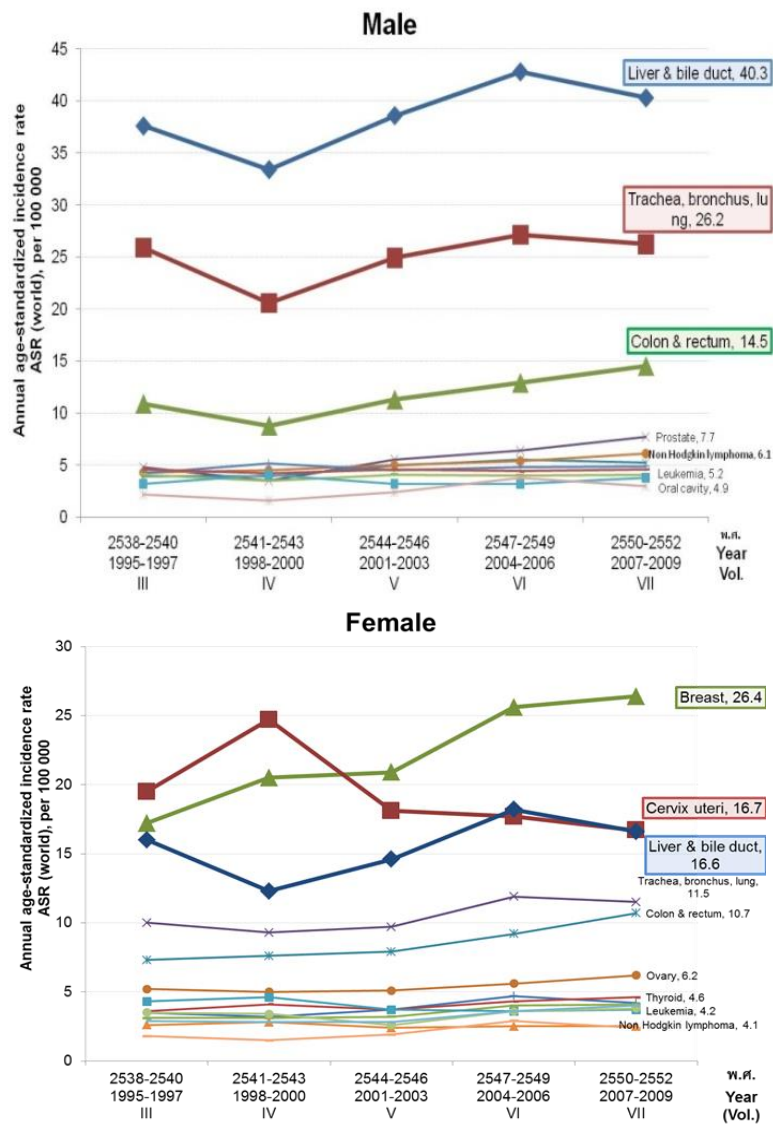 Male
Annual age-standardized incidence rate
ASR (world), per 100 000
45
40
35
30
25
20
15
10
5
0
Liver & bile duct, 40.3
Trachea, bronchus, lu
ng, 26.2
Colon & rectum, 14.5
Prostate, 7.7
Non Hodgkin lymphoma, 6.1
Leukemia, 5.2
Oral cavity, 4.9
2538-2540 2541-2543 2544-2546 2547-2549 2550-2552 พ.ศ.
1995-1997 1998-2000 2001-2003 2004-2006 2007-2009 Year
III IV V VI VII Vol.
Female
Annual age-standardized incidence rate
ASR (world), per 100 000
30
25
20
15
10
5
0
Breast, 26.4
Cervix uteri, 16.7
Liver & bile duct,
16.6
Trachea, bronchus, lung,
11.5
Colon & rectum, 10.7
Ovary, 6.2
Thyroid, 4.6
Leukemia, 4.2
Non Hodgkin lymphoma, 4.1
2538-2540 2541-2543 2544-2546 2547-2549 2550-2552 พ.ศ.
1995-1997 1998-2000 2001-2003 2004-2006 2007-2009 Year
III IV V VI VII (Vol.)